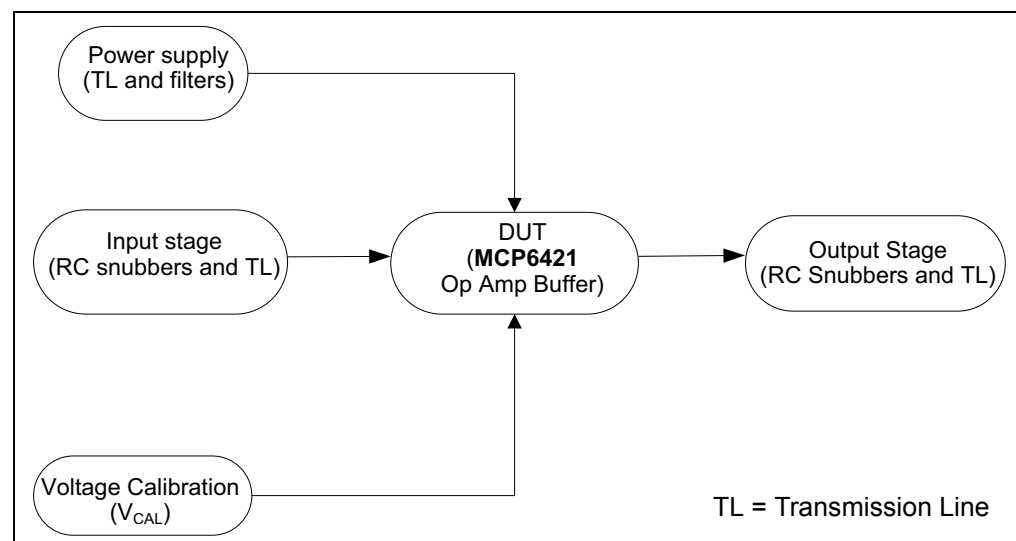 Power supply
(TL and filters)
Input stage
(RC snubbers and TL)
DUT
(MCP6421
Op Amp Buffer)
Output Stage
(RC Snubbers and TL)
Voltage Calibration
(VCAL)
TL = Transmission Line